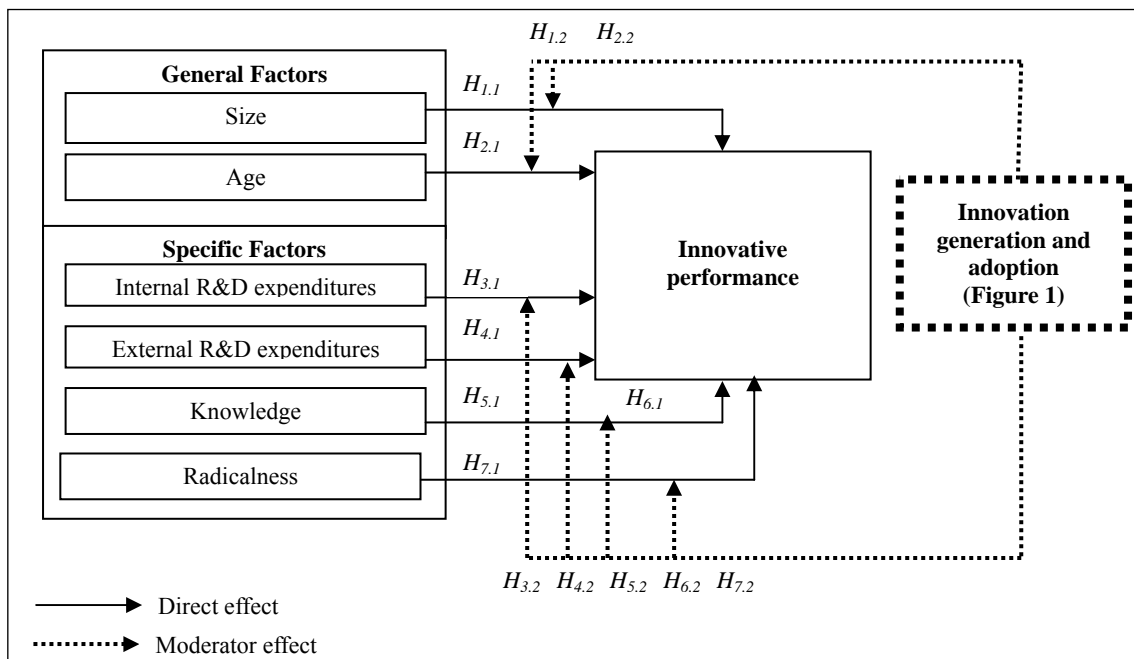 H1.2 H2.2
General Factors
H1.1
Size
H2.1
Age
Innovation
generation and
adoption
(Figure 1)
Innovative
performance
Specific Factors
H3.1
Internal R&D expenditures
H4.1
External R&D expenditures
H5.1
H6.1
Knowledge
H7.1
Radicalness
H3.2 H4.2 H5.2 H6.2 H7.2
Direct effect
Moderator effect